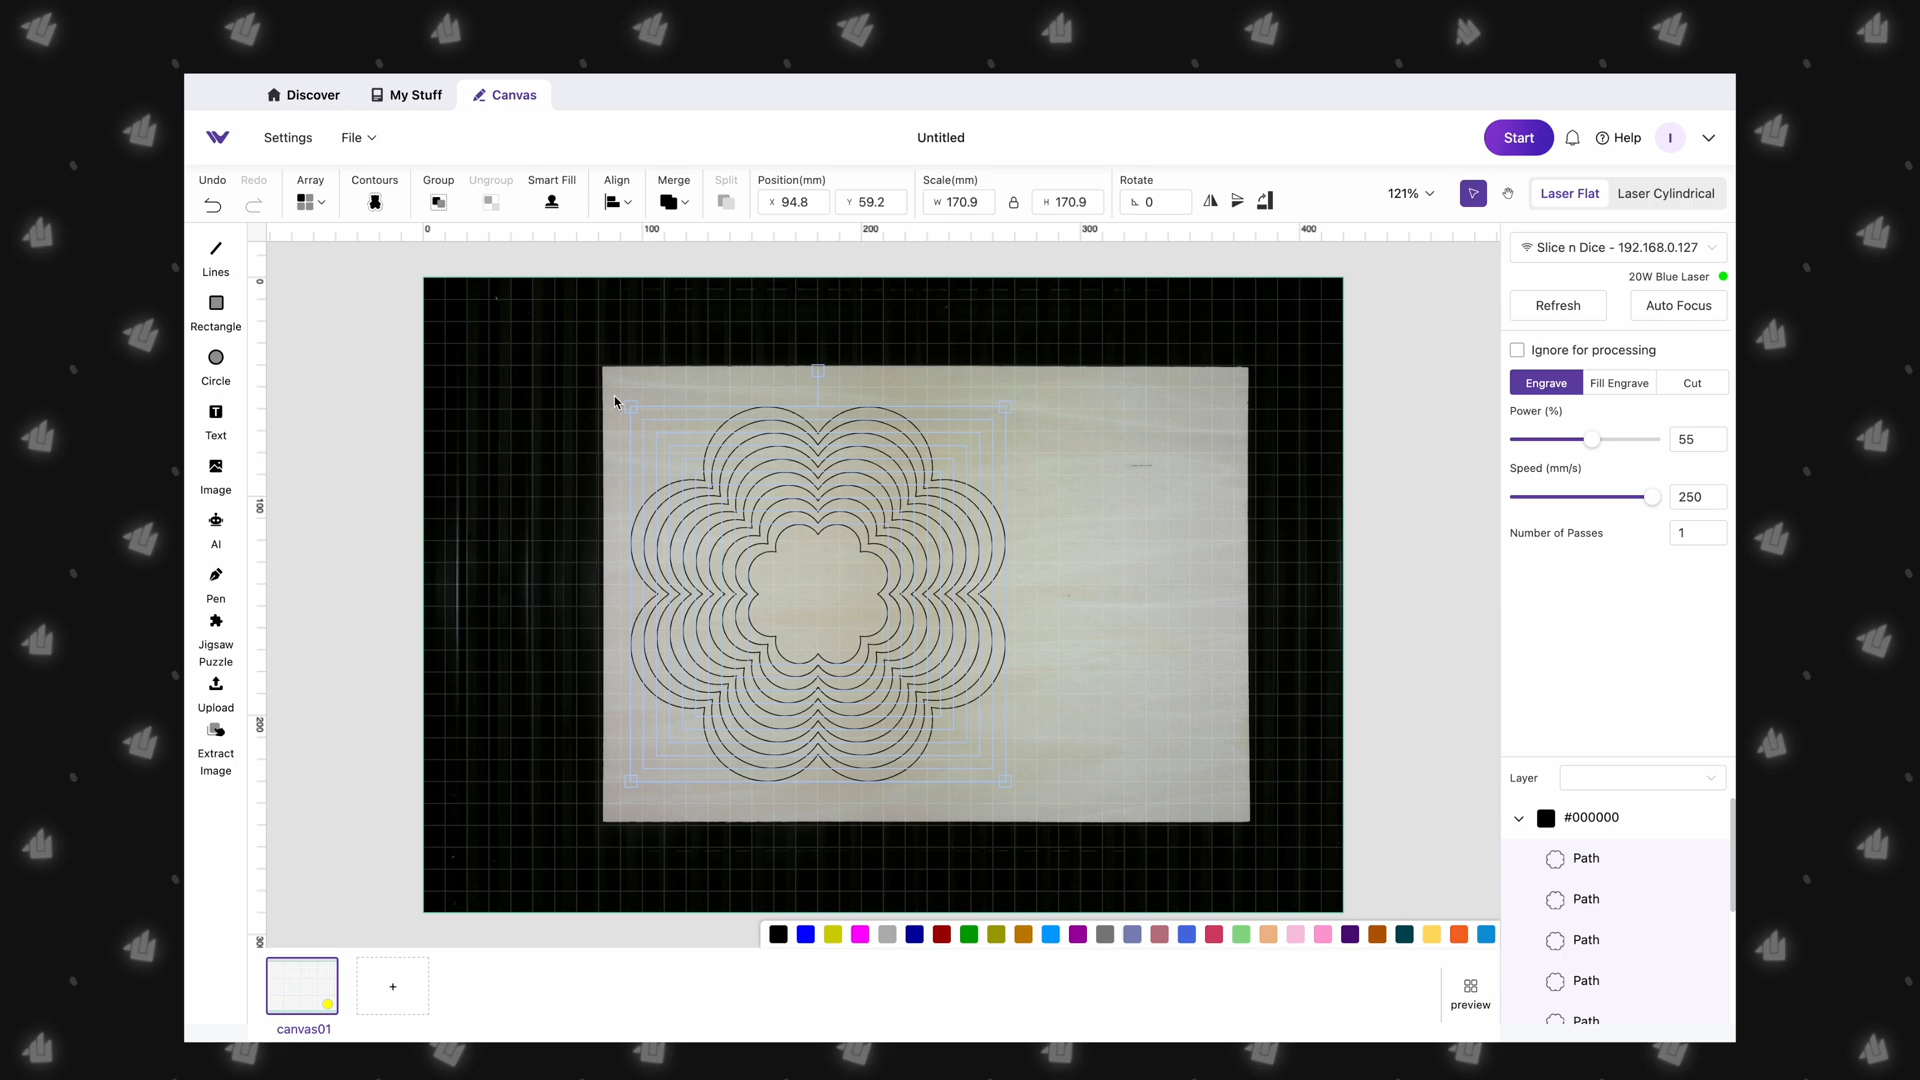 Discover My Stuff Canvas
Settings File Untitled Start Help I
Undo Redo Array Contours Group Ungroup Smart Fill Align Merge Split Position(mm) Scale(mm) Rotate
X 94.8 Y 59.2 W 170.9 H 170.9 0 121% Laser Flat Laser Cylindrical
0 100 200 300 400
Lines
Rectangle
Circle
Text
Image
AI
Pen
Jigsaw
Puzzle
Upload
Extract
Image
0
100
200
Slice n Dice - 192.168.0.127
20W Blue Laser
Refresh Auto Focus
Ignore for processing
Engrave Fill Engrave Cut
Power (%)
55
Speed (mm/s)
250
Number of Passes 1
Layer
#000000
Path
Path
Path
Path
Path
+
canvas01
preview